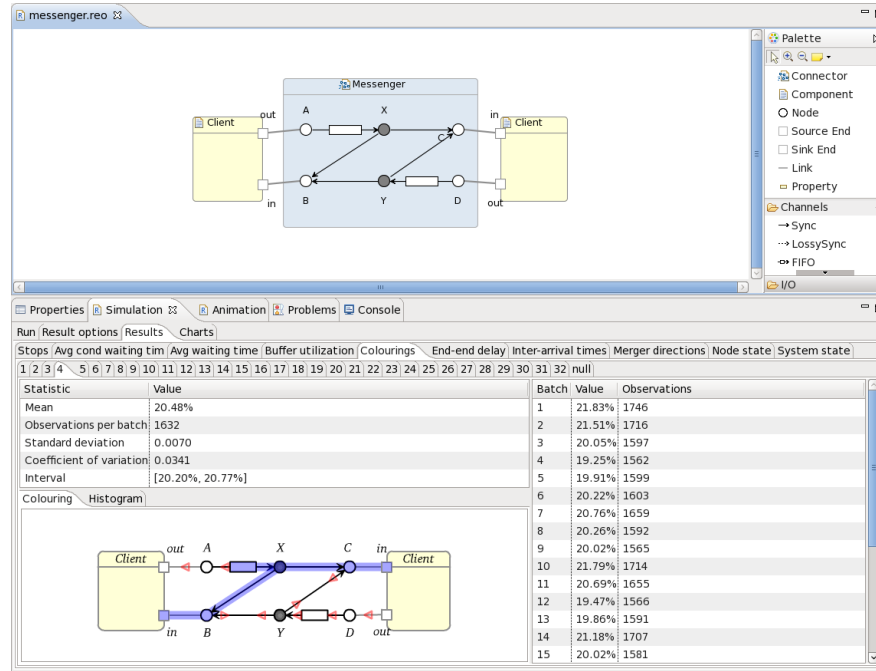 messenger.reo
Palette
Connector
Component
Node
Source End
Sink End
Link
Property
Channels
Sync
LossySync
FIFO
I/O
Messenger
Client
out
A
X
C
in
Client
in
B
Y
D
out
Properties Simulation Animation Problems Console
Run Result options Results Charts
Stops Avg cond waiting tim Avg waiting time Buffer utilization Colourings End-end delay Inter-arrival times Merger directions Node state System state
1 2 3 4 5 6 7 8 9 10 11 12 13 14 15 16 17 18 19 20 21 22 23 24 25 26 27 28 29 30 31 32 null
Statistic Value
Mean 20.48%
Observations per batch 1632
Standard deviation 0.0070
Coefficient of variation 0.0341
Interval [20.20%, 20.77%]
Colouring Histogram
Client
out A X C in
Client
in B Y D out
Batch Value Observations
1 21.83% 1746
2 21.51% 1716
3 20.05% 1597
4 19.25% 1562
5 19.91% 1599
6 20.22% 1603
7 20.76% 1659
8 20.26% 1592
9 20.02% 1565
10 21.79% 1714
11 20.69% 1655
12 19.47% 1566
13 19.86% 1591
14 21.18% 1707
15 20.02% 1581